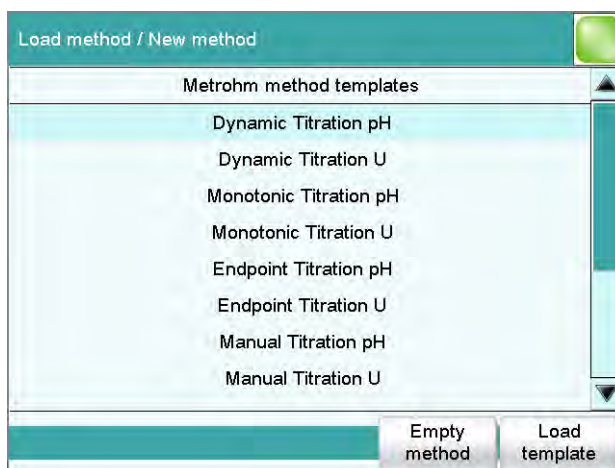 Load method / New method
Metrohm method templates
Dynamic Titration pH
Dynamic Titration U
Monotonic Titration pH
Monotonic Titration U
Endpoint Titration pH
Endpoint Titration U
Manual Titration pH
Manual Titration U
Empty method
Load template